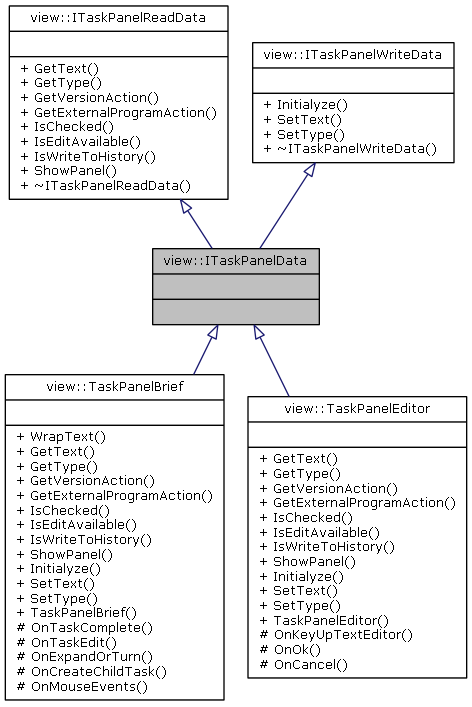 view::ITaskPanelReadData
+ GetText()
+ GetType()
+ GetVersionAction()
+ GetExternalProgramAction()
+ IsChecked()
+ IsEditAvailable()
+ IsWriteToHistory()
+ ShowPanel()
+ ~ITaskPanelReadData()
view::ITaskPanelWriteData
+ Initialyze()
+ SetText()
+ SetType()
+ ~ITaskPanelWriteData()
view::ITaskPanelData
view::TaskPanelBrief
+ WrapText()
+ GetText()
+ GetType()
+ GetVersionAction()
+ GetExternalProgramAction()
+ IsChecked()
+ IsEditAvailable()
+ IsWriteToHistory()
+ ShowPanel()
+ Initialyze()
+ SetText()
+ SetType()
+ TaskPanelBrief()
# OnTaskComplete()
# OnTaskEdit()
# OnExpandOrTurn()
# OnCreateChildTask()
# OnMouseEvents()
view::TaskPanelEditor
+ GetText()
+ GetType()
+ GetVersionAction()
+ GetExternalProgramAction()
+ IsChecked()
+ IsEditAvailable()
+ IsWriteToHistory()
+ ShowPanel()
+ Initialyze()
+ SetText()
+ SetType()
+ TaskPanelEditor()
# OnKeyUpTextEditor()
# OnOk()
# OnCancel()